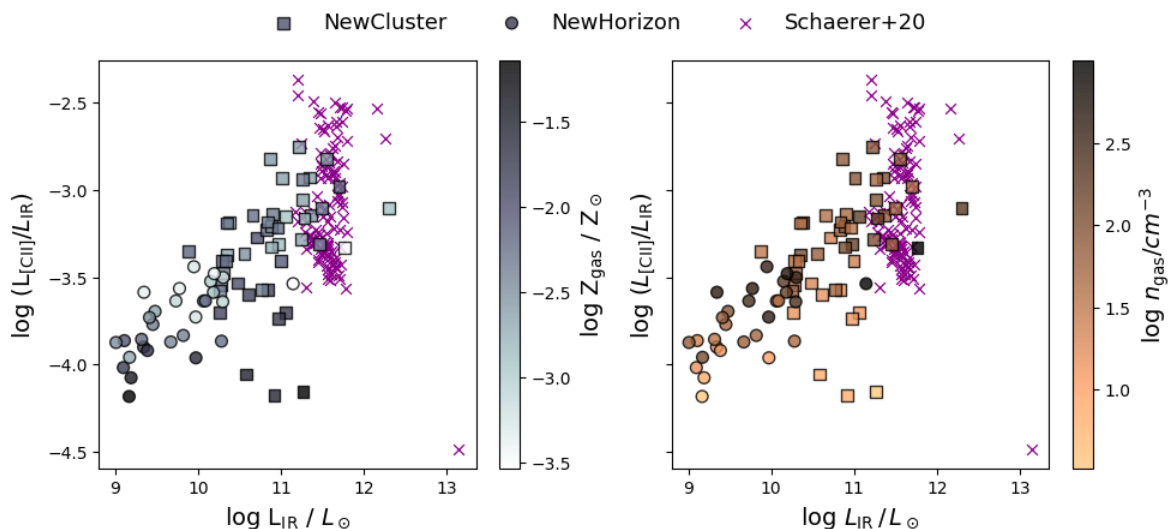 NewCluster NewHorizon Schaerer+20
log (L[CII]/LIR)
−2.5
−3.0
−3.5
−4.0
−4.5
9 10 11 12 13
log LIR / L⊙
−1.5
−2.0
−2.5
−3.0
−3.5
log Zgas / Z⊙
log (L[CII]/LIR)
9 10 11 12 13
log LIR/L⊙
2.5
2.0
1.5
1.0
log ngas/cm−3